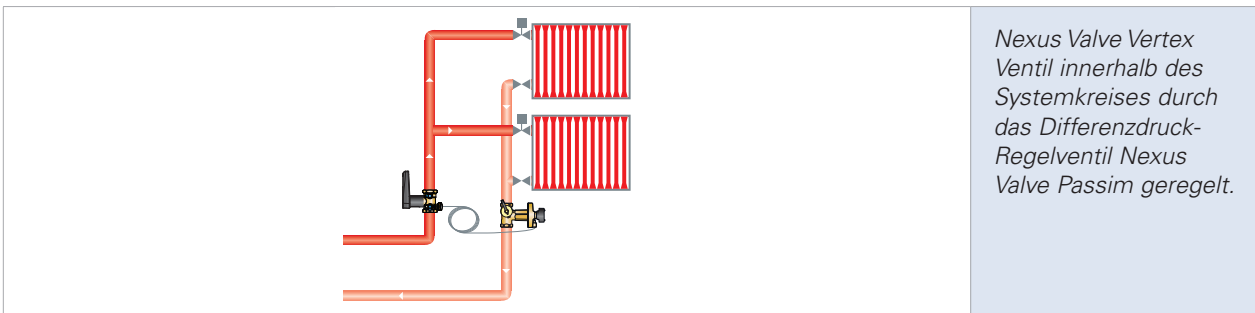 Nexus Valve Vertex
Ventil innerhalb des
Systemkreises durch
das Differenzdruck-
Regelventil Nexus
Valve Passim geregelt.